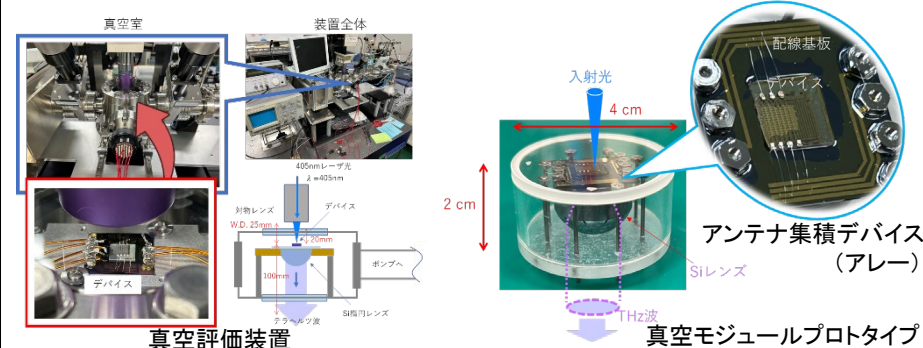 真空室
装置全体
デバイス
405nmレーザ光
λ=405nm
対物レンズ
デバイス
W.D. 25mm
20mm
100mm
ポンプへ
Si楕円レンズ
テラヘルツ波
真空評価装置
入射光
4 cm
2 cm
配線基板
デバイス
アンテナ集積デバイス
（アレー）
Siレンズ
THz波
真空モジュールプロトタイプ